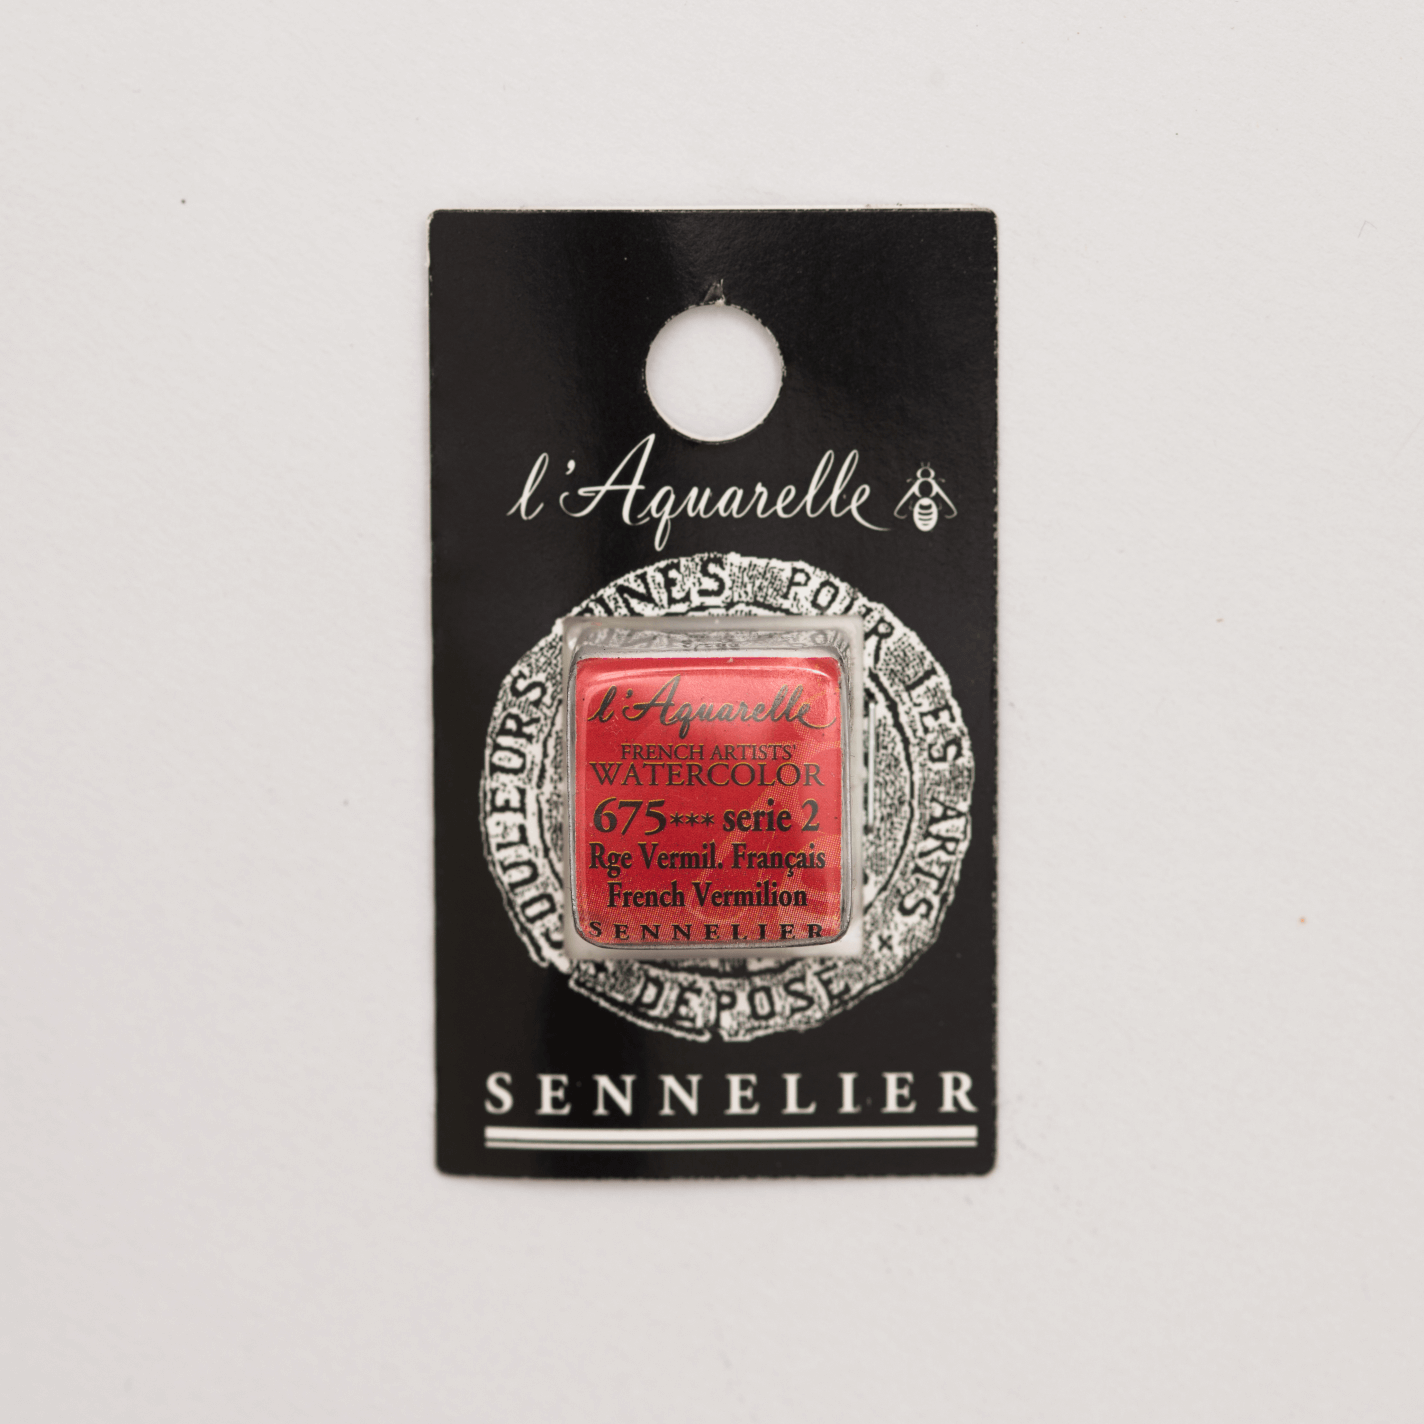 l'Aquarelle
COULEURS FINES POUR LES ARTS
l'Aquarelle
FRENCH ARTISTS'
WATERCOLOR
675*** serie 2
Rge Vermil. Français
French Vermilion
SENNELIER
DÉPOSÉ
SENNELIER